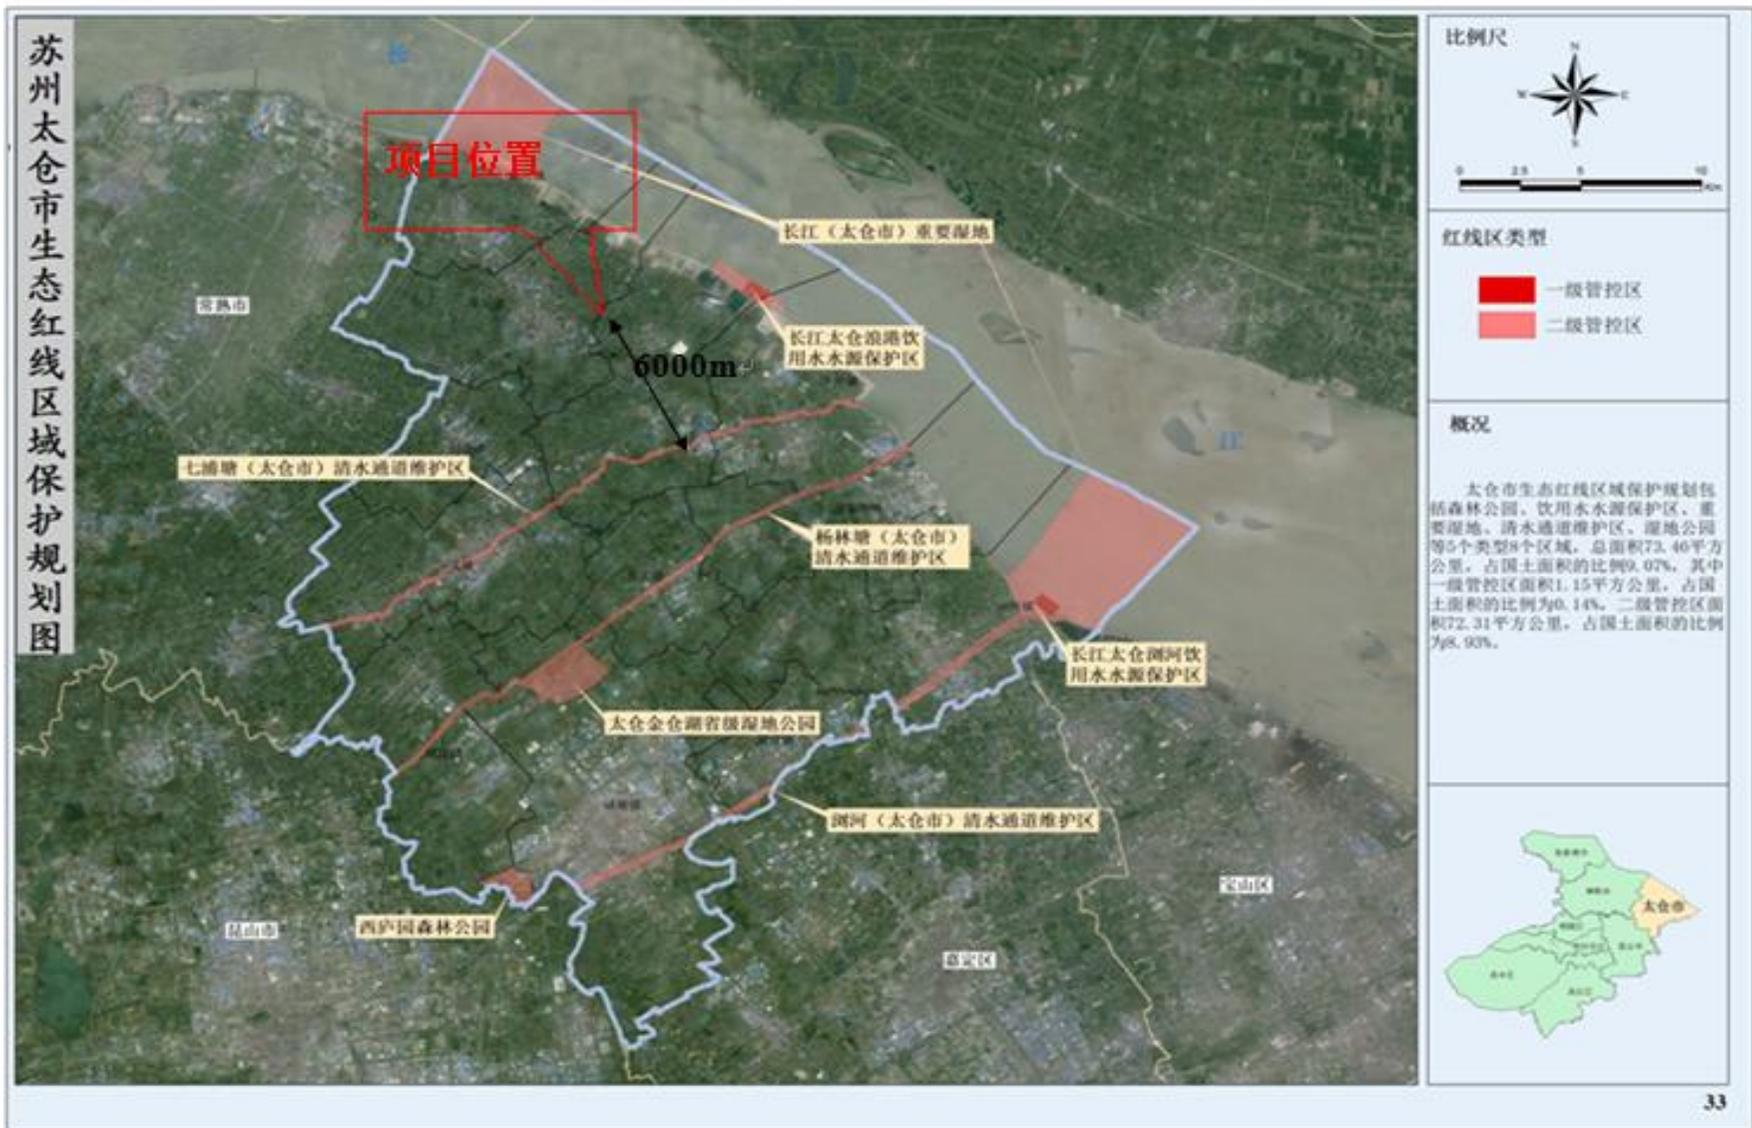 苏州太仓市生态红线区域保护规划图
长
项目位置
长江（太仓市）重要湿地
常熟市
长江太仓浪港饮
用水水源保护区
6000m
江
七浦塘（太仓市）清水通道维护区
杨林塘（太仓市）
清水通道维护区
长江太仓浏河饮
用水水源保护区
太仓金仓湖省级湿地公园
浏河（太仓市）清水通道维护区
宝山区
西庐园森林公园
昆山市
嘉定区
比例尺
N
W
E
S
0 2.5 5 10
Km
红线区类型
一级管控区
二级管控区
概况
太仓市生态红线区域保护规划包
括森林公园、饮用水水源保护区、重
要湿地、清水通道维护区、湿地公园
等5个类型8个区域，总面积73.46平方
公里，占国土面积的比例9.07%，其中
一级管控区面积1.15平方公里，占国
土面积的比例为0.14%，二级管控区面
积72.31平方公里，占国土面积的比例
为8.93%。
太仓市
33